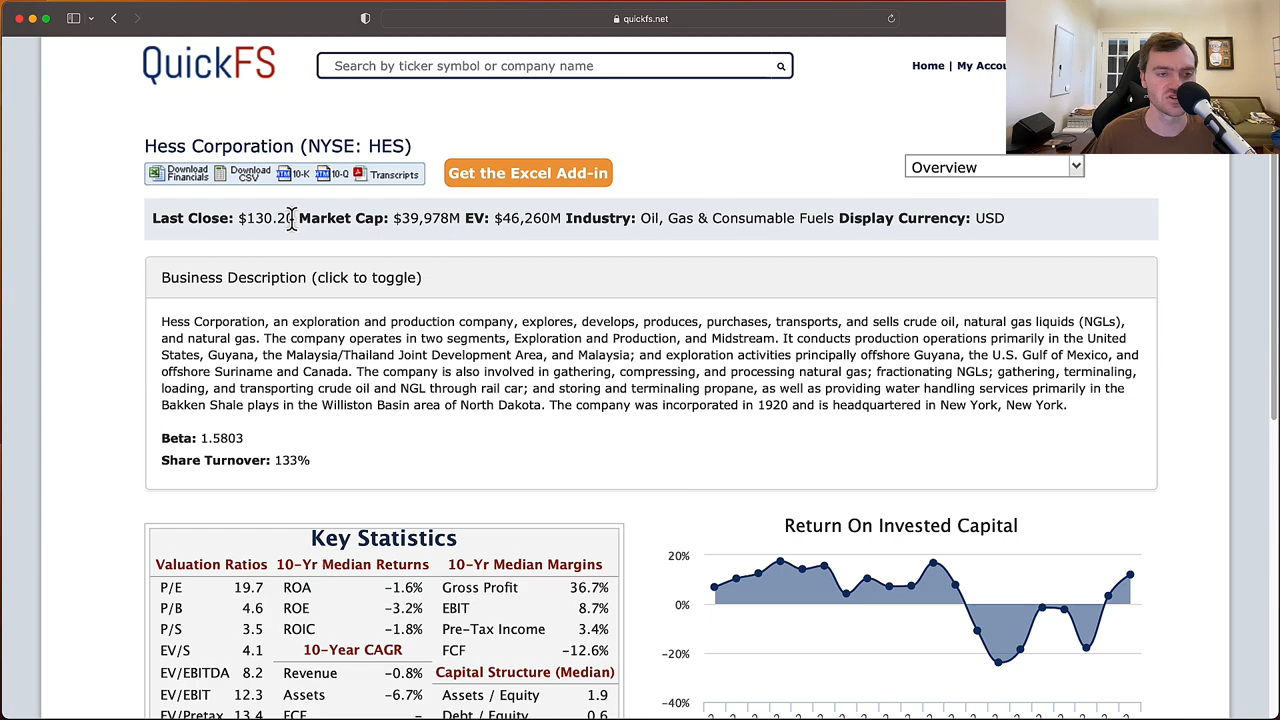 quickfs.net
QuickFS
Search by ticker symbol or company name
Home | My Accou
Hess Corporation (NYSE: HES)
Download Financials
Download CSV
10-K
10-Q
Transcripts
Get the Excel Add-in
Overview
Last Close: $130.20 Market Cap: $39,978M EV: $46,260M Industry: Oil, Gas & Consumable Fuels Display Currency: USD
Business Description (click to toggle)
Hess Corporation, an exploration and production company, explores, develops, produces, purchases, transports, and sells crude oil, natural gas liquids (NGLs),
and natural gas. The company operates in two segments, Exploration and Production, and Midstream. It conducts production operations primarily in the United
States, Guyana, the Malaysia/Thailand Joint Development Area, and Malaysia; and exploration activities principally offshore Guyana, the U.S. Gulf of Mexico, and
offshore Suriname and Canada. The company is also involved in gathering, compressing, and processing natural gas; fractionating NGLs; gathering, terminaling,
loading, and transporting crude oil and NGL through rail car; and storing and terminaling propane, as well as providing water handling services primarily in the
Bakken Shale plays in the Williston Basin area of North Dakota. The company was incorporated in 1920 and is headquartered in New York, New York.
Beta: 1.5803
Share Turnover: 133%
Key Statistics
Valuation Ratios 10-Yr Median Returns 10-Yr Median Margins
P/E 19.7 ROA -1.6% Gross Profit 36.7%
P/B 4.6 ROE -3.2% EBIT 8.7%
P/S 3.5 ROIC -1.8% Pre-Tax Income 3.4%
EV/S 4.1 10-Year CAGR FCF -12.6%
EV/EBITDA 8.2 Revenue -0.8% Capital Structure (Median)
EV/EBIT 12.3 Assets -6.7% Assets / Equity 1.9
EV/Pretax 13.4 FCF - Debt / Equity 0.6
Return On Invested Capital
20%
0%
-20%
-40%